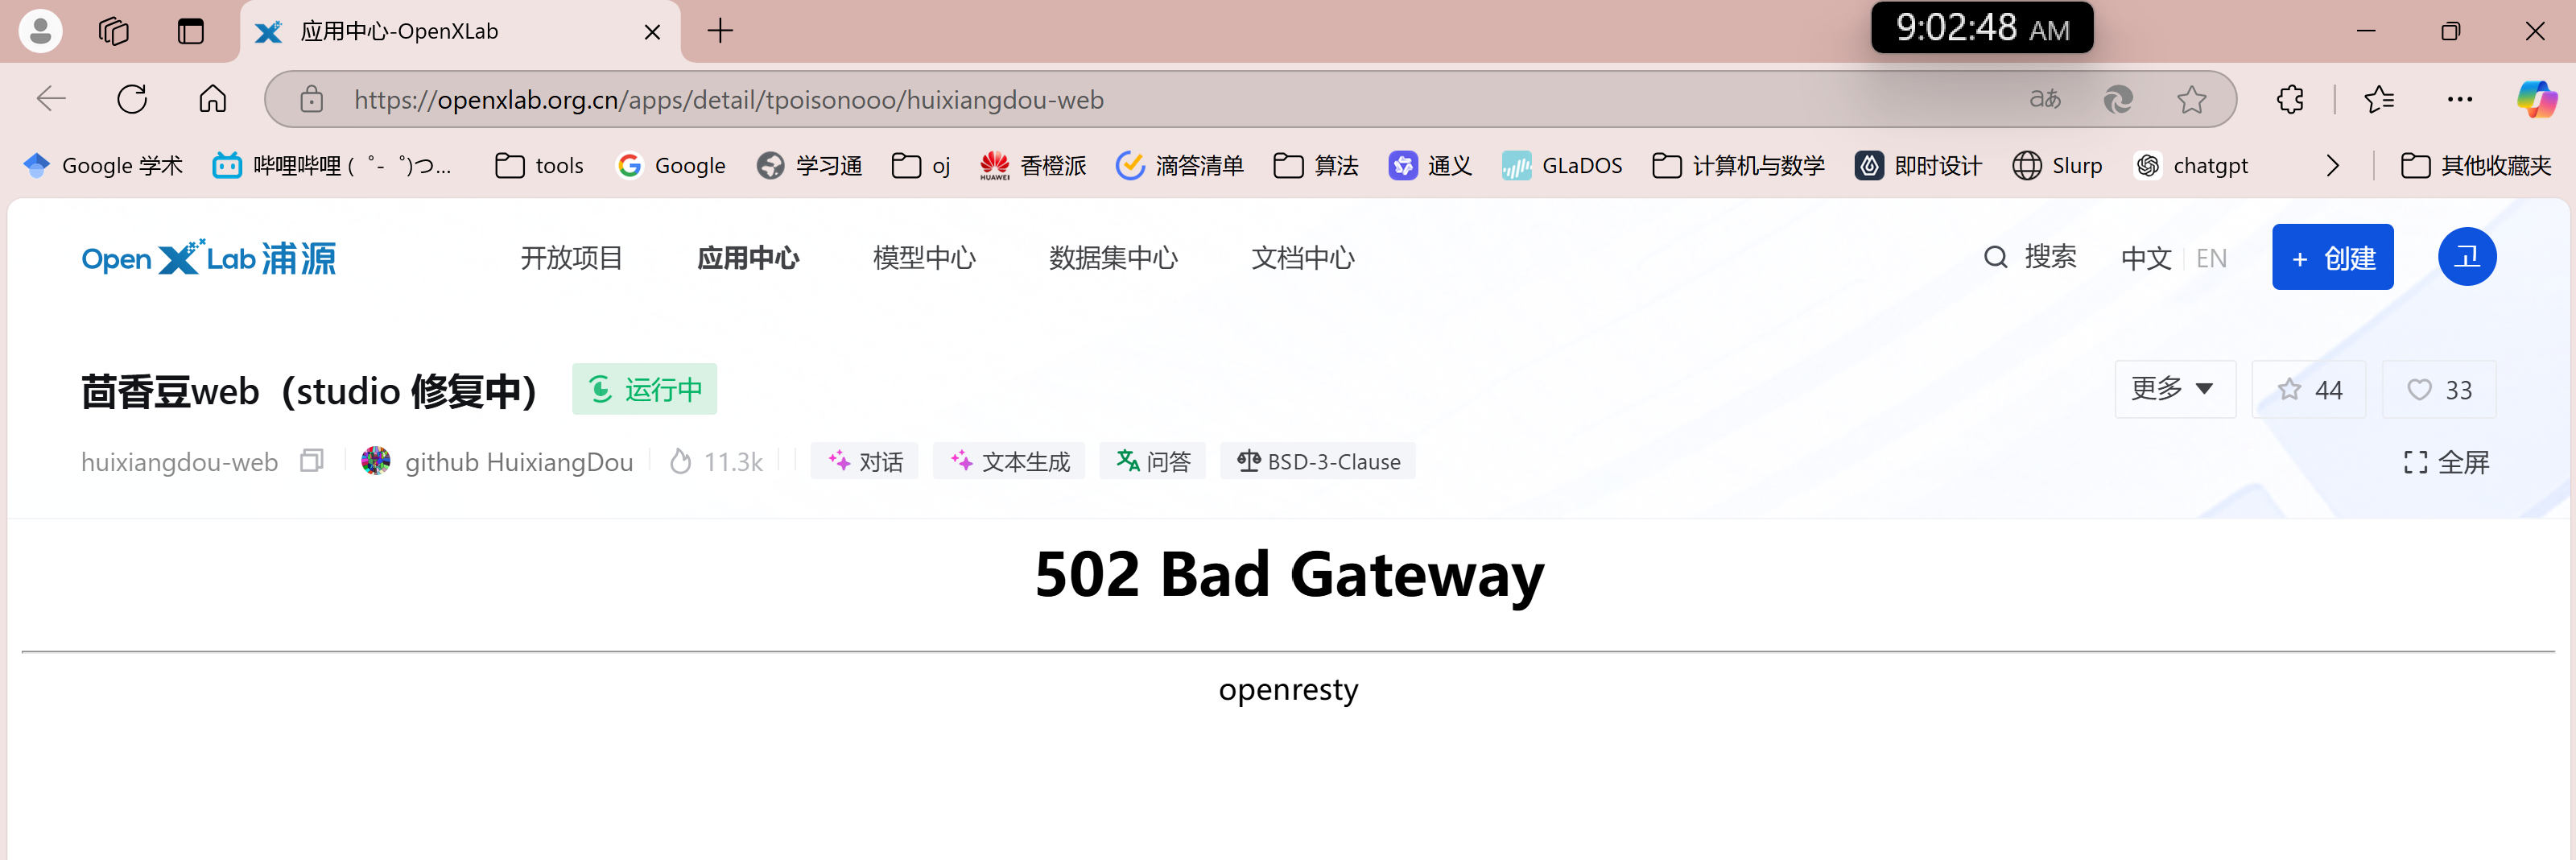 应用中心-OpenXLab
9:02:48 AM
https://openxlab.org.cn/apps/detail/tpoisonooo/huixiangdou-web
aあ
Google 学术
哔哩哔哩 (゜-゜)つ...
tools
Google
学习通
oj
HUAWEI
香橙派
滴答清单
算法
通义
GLaDOS
计算机与数学
即时设计
Slurp
chatgpt
其他收藏夹
OpenXLab 浦源
开放项目
应用中心
模型中心
数据集中心
文档中心
搜索
中文 EN
+ 创建
卫
茴香豆web（studio 修复中）
运行中
更多
44
33
huixiangdou-web
github HuixiangDou
11.3k
对话
文本生成
问答
BSD-3-Clause
全屏
502 Bad Gateway
openresty